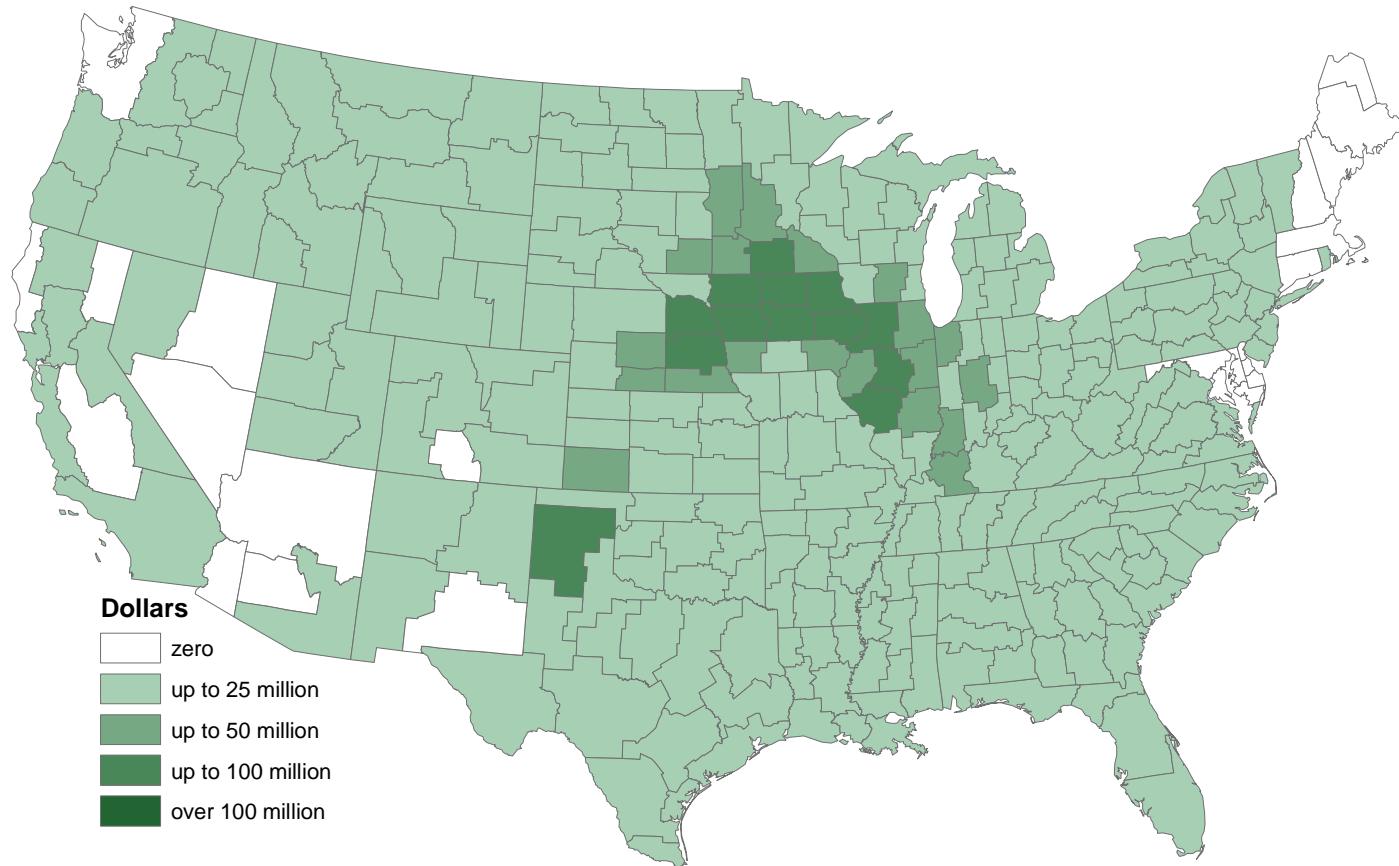 Dollars
zero
up to 25 million
up to 50 million
up to 100 million
over 100 million